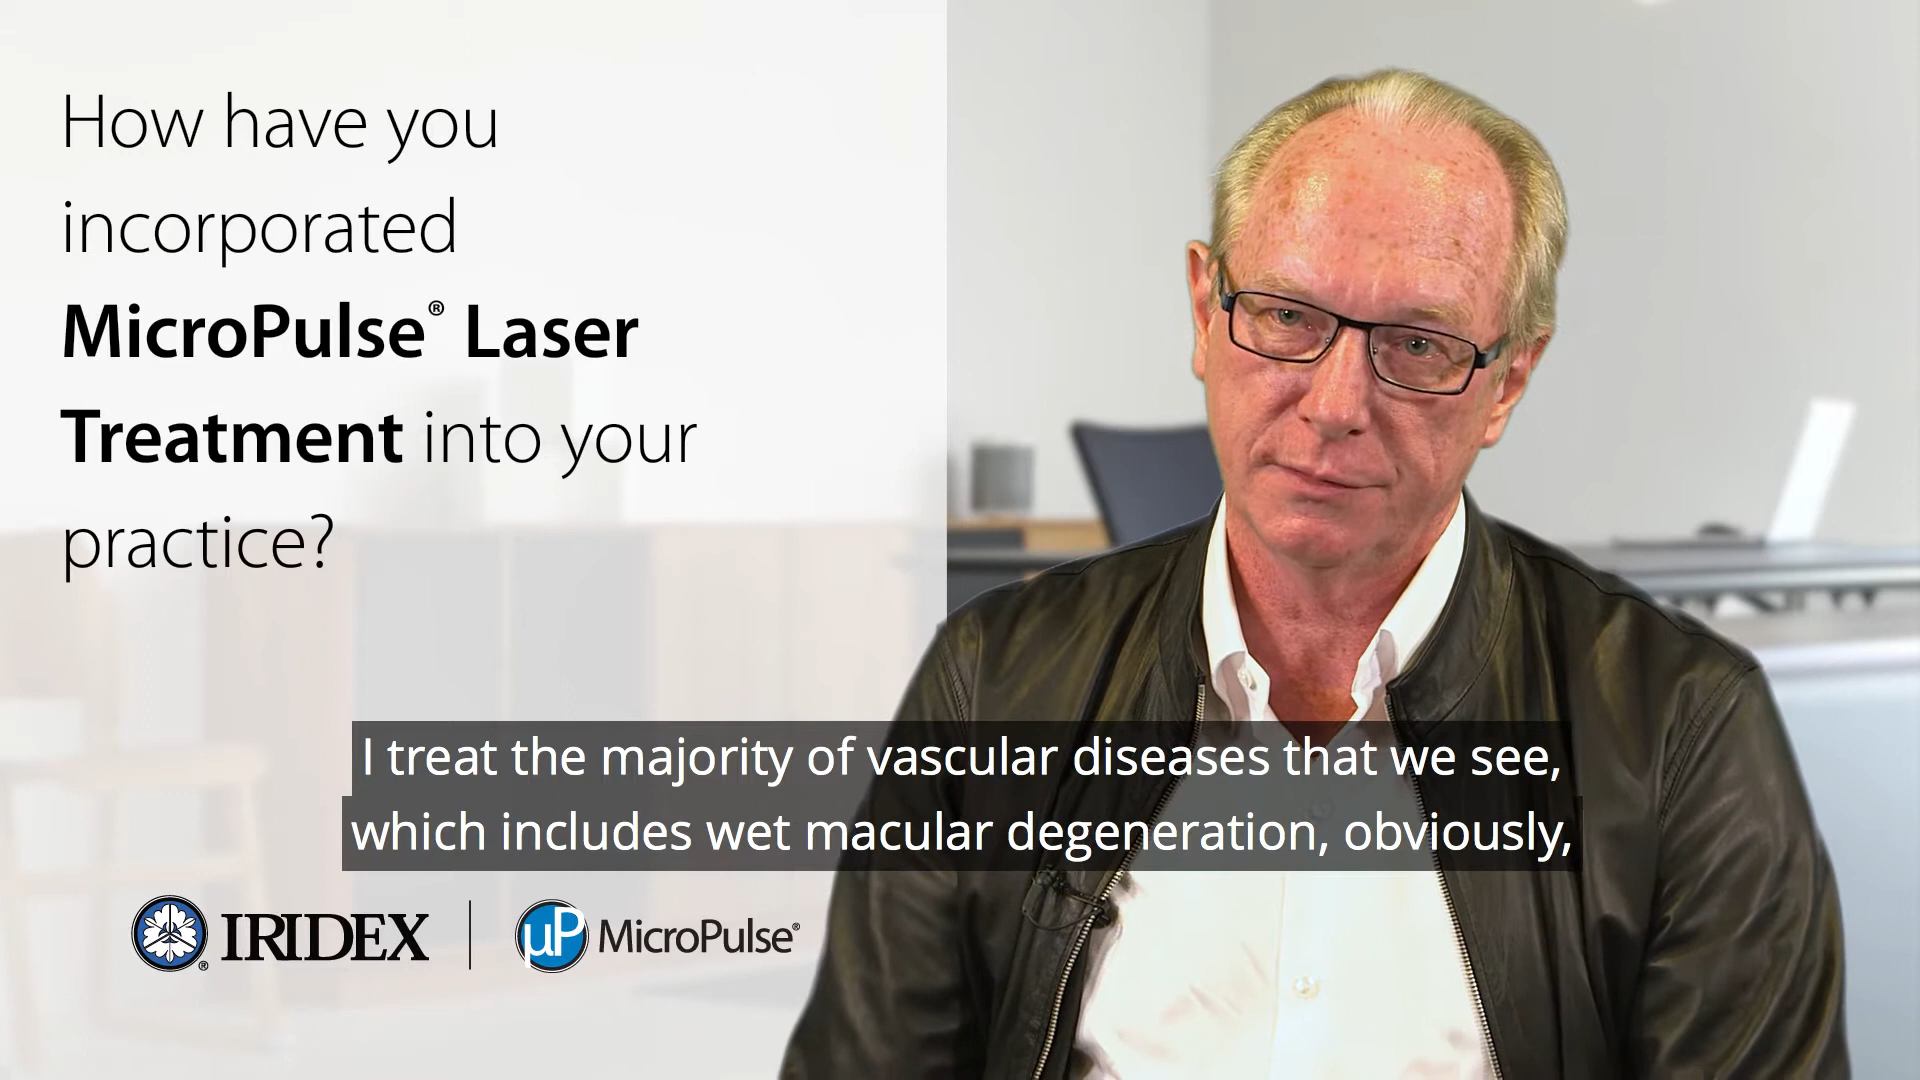 How have you
incorporated
MicroPulse® Laser
Treatment into your
practice?
I treat the majority of vascular diseases that we see,
which includes wet macular degeneration, obviously,
IRIDEX® | µP MicroPulse®